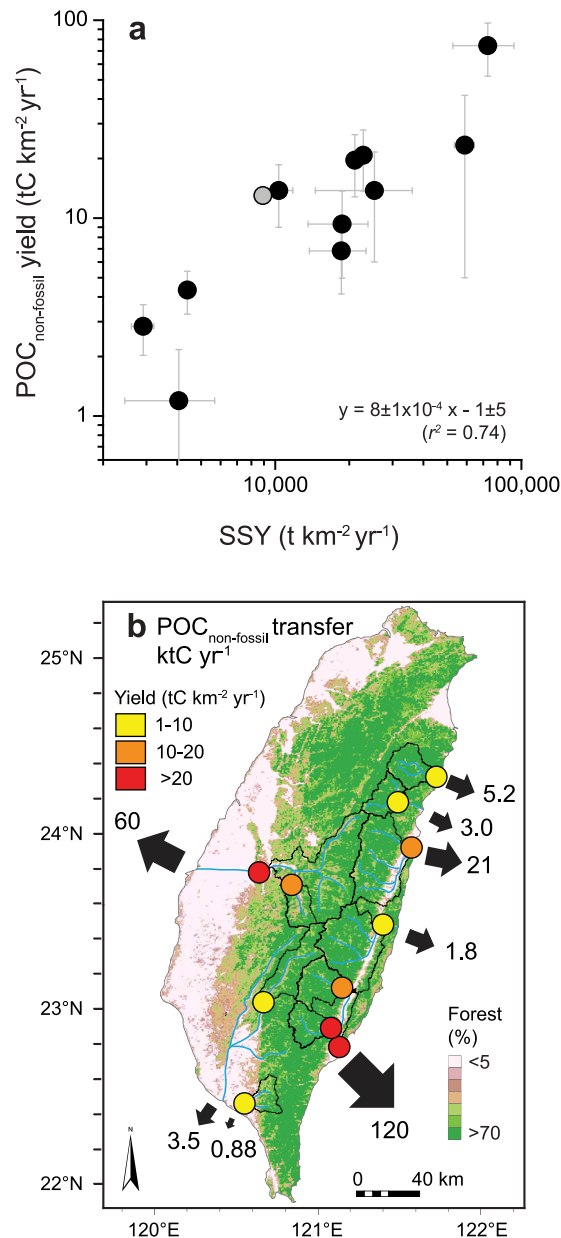 a
100
10
1
POCnon-fossil yield (tC km-2 yr-1)
y = 8±1x10-4 x - 1±5
(r2 = 0.74)
10,000
100,000
SSY (t km-2 yr-1)
b POCnon-fossil transfer
ktC yr-1
Yield (tC km-2 yr-1)
1-10
10-20
>20
25°N
24°N
23°N
22°N
60
5.2
3.0
21
1.8
120
3.5
0.88
Forest
(%)
<5
>70
N
0 40 km
120°E
121°E
122°E